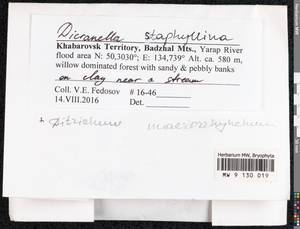 Dicranella staphylina
Khabarovsk Territory, Badzhal Mts., Yarap River
flood area N: 50,3030°; E: 134,739° Alt. ca. 580 m,
willow dominated forest with sandy & pebbly banks
on clay near a stream
Coll. V.E. Fedosov # 16-46
14.VIII.2016 Det.
+ Ditrichum
Herbarium MW, Bryophyta
MW 9 130 019